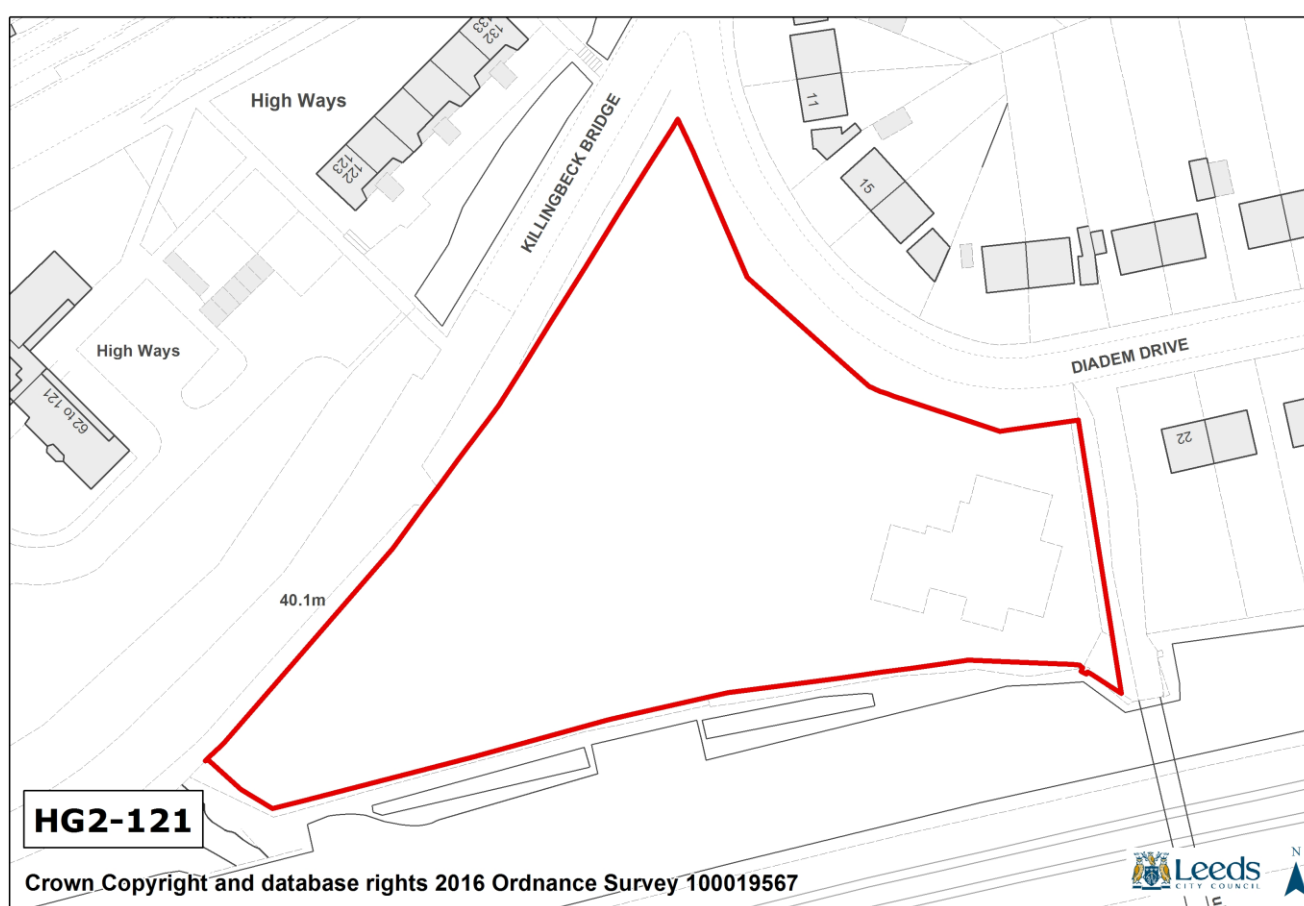 132
133
High Ways
122
123
KILLINGBECK BRIDGE
11
15
High Ways
62 to 121
DIADEM DRIVE
22
40.1m
HG2-121
Crown Copyright and database rights 2016 Ordnance Survey 100019567
Leeds
CITY COUNCIL
N